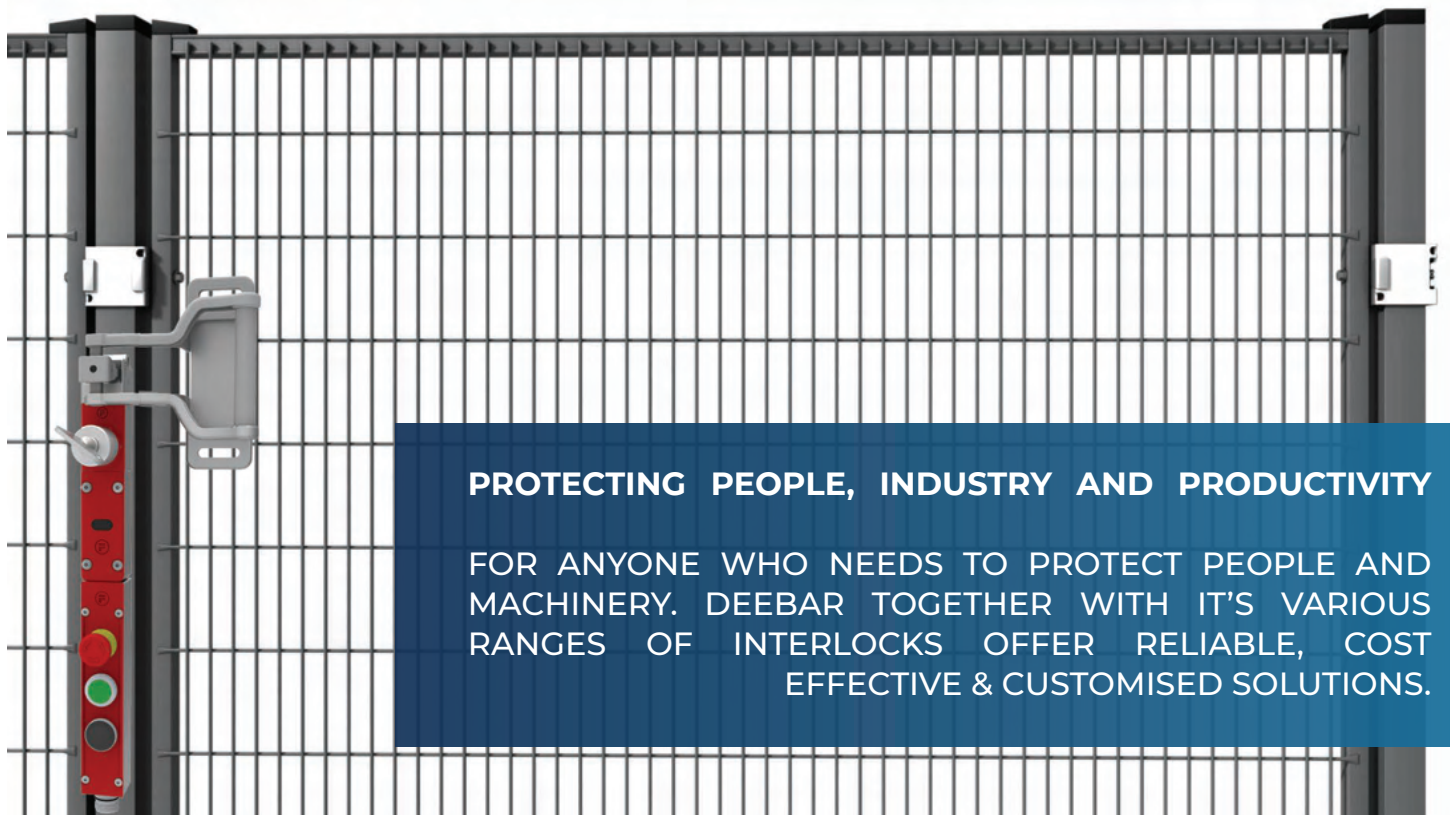 PROTECTING PEOPLE, INDUSTRY AND PRODUCTIVITY
FOR ANYONE WHO NEEDS TO PROTECT PEOPLE AND
MACHINERY. DEEBAR TOGETHER WITH IT’S VARIOUS
RANGES OF INTERLOCKS OFFER RELIABLE, COST
EFFECTIVE & CUSTOMISED SOLUTIONS.